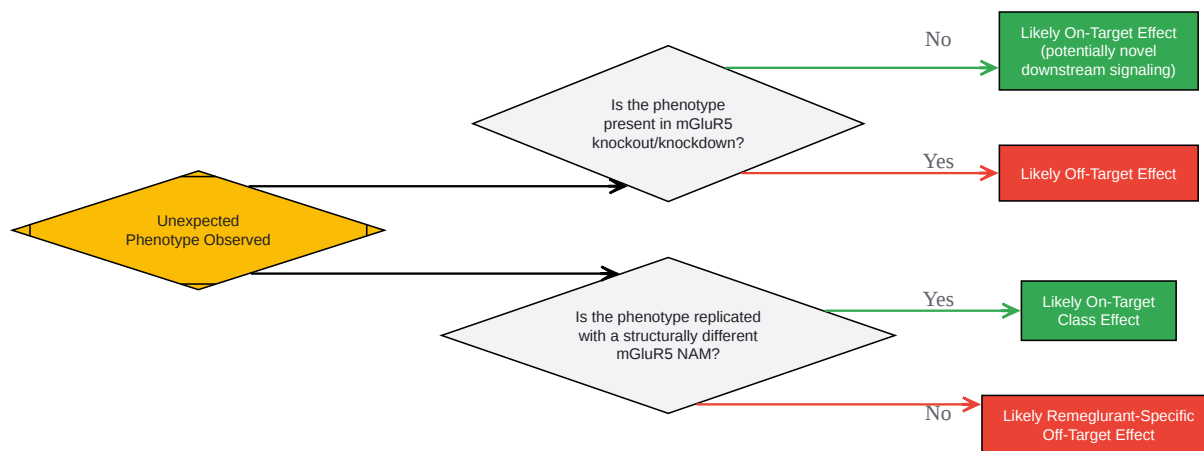 Unexpected
Phenotype Observed
Is the phenotype
present in mGluR5
knockout/knockdown?
No
Likely On-Target Effect
(potentially novel
downstream signaling)
Yes
Likely Off-Target Effect
Is the phenotype replicated
with a structurally different
mGluR5 NAM?
Yes
Likely On-Target
Class Effect
No
Likely Remeglurant-Specific
Off-Target Effect